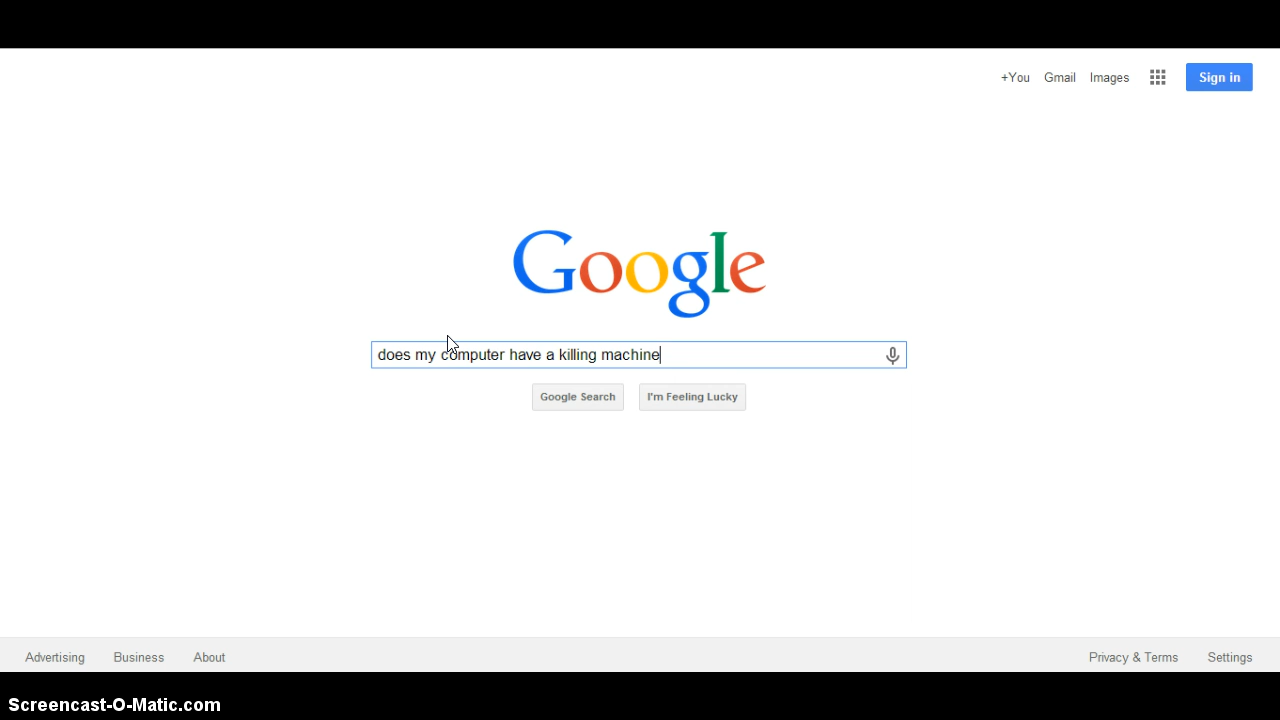 +You Gmail Images Sign in
Google
does my computer have a killing machine
Google Search I'm Feeling Lucky
Advertising Business About Privacy & Terms Settings
Screencast-O-Matic.com